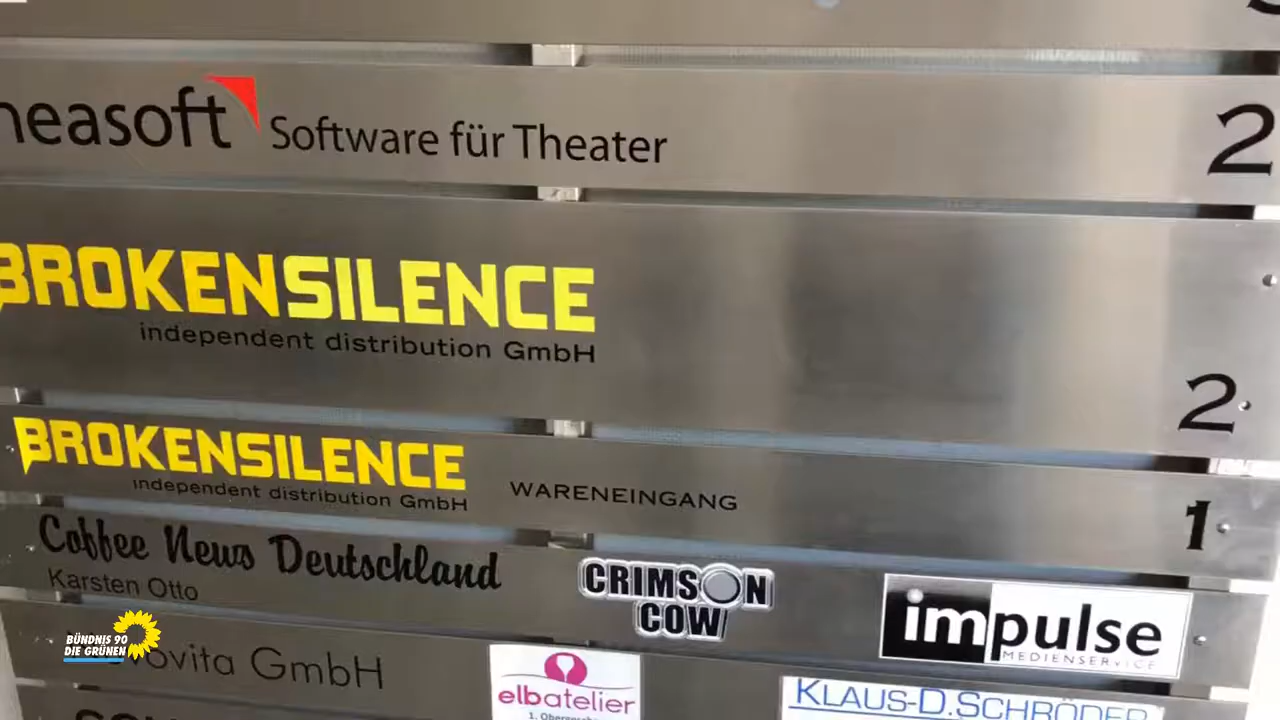 neasoft Software für Theater 2
BROKENSILENCE
independent distribution GmbH
2
BROKENSILENCE
independent distribution GmbH
WARENEINGANG
1
Coffee News Deutschland
Karsten Otto
CRIMSON
COW
impulse
MEDIENSERVICE
BÜNDNIS 90
DIE GRÜNEN
ovita GmbH
elbatelier
KLAUS-D.SCHRÖDER